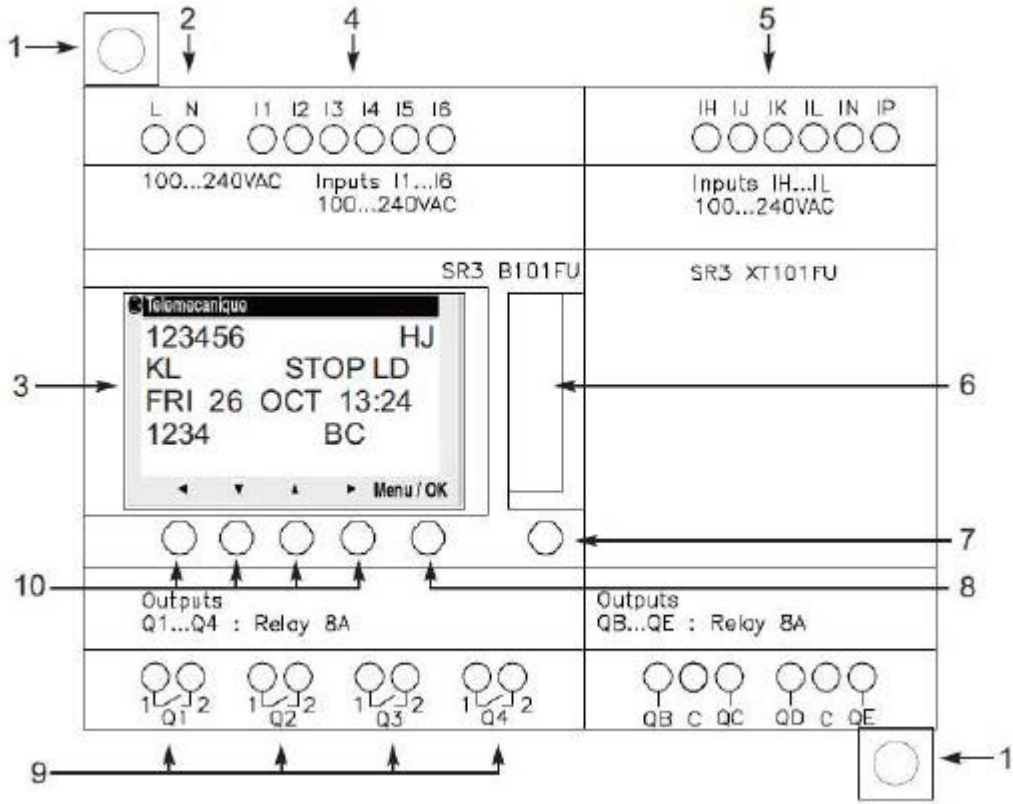 2 4 5
1
L N I1 I2 I3 I4 I5 I6 IH IJ IK IL IN IP
100...240VAC Inputs I1...I6 Inputs IH...IL
100...240VAC 100...240VAC
SR3 B101FU SR3 XT101FU
Telemecanique
123456 HJ
KL STOP LD
3 6
FRI 26 OCT 13:24
1234 BC
Menu / OK
7
10 8
Outputs Outputs
Q1...Q4 : Relay 8A QB...QE : Relay 8A
1 2 1 2 1 2 1 2
Q1 Q2 Q3 Q4 QB C QC QD C QE
9 1